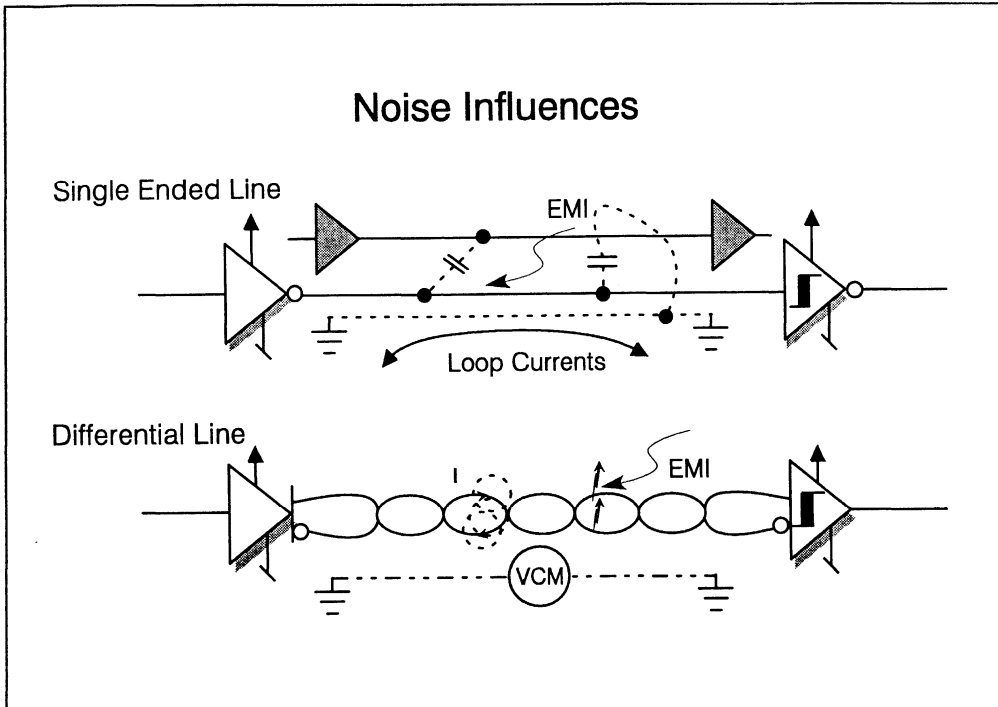 Noise Influences
Single Ended Line
EMI
Loop Currents
Differential Line
I
EMI
VCM